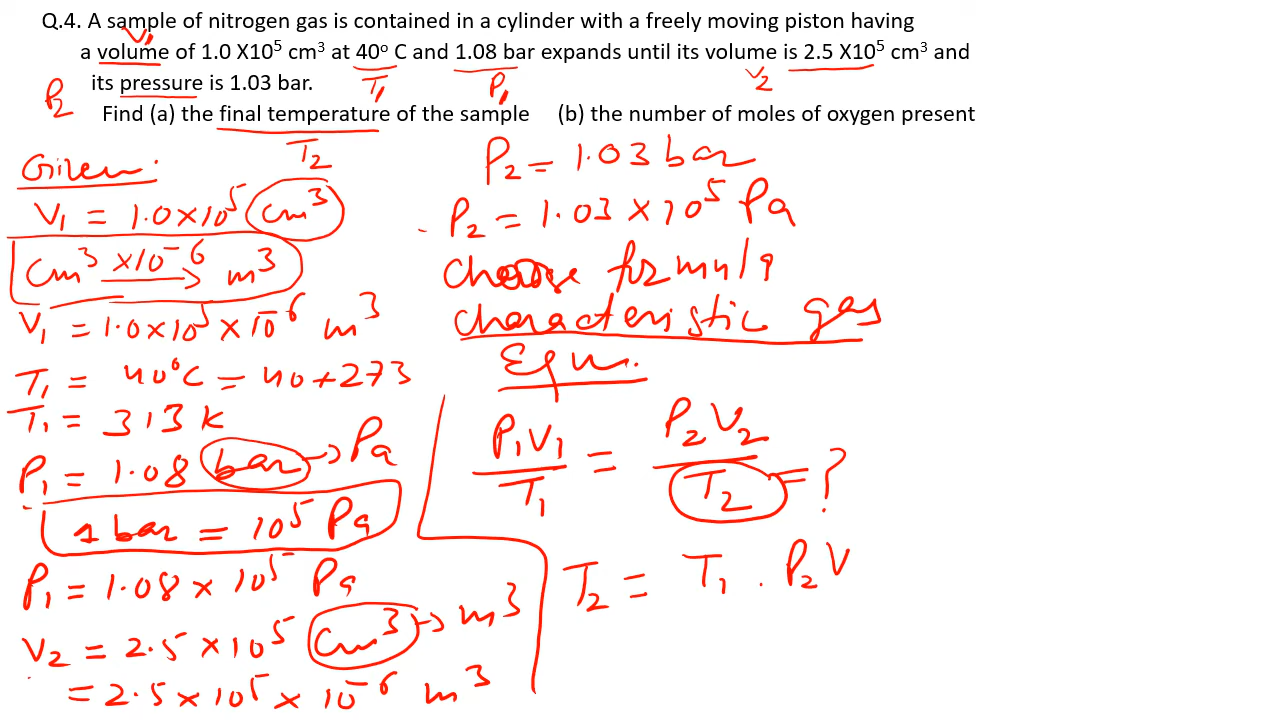 Q.4. A sample of nitrogen gas is contained in a cylinder with a freely moving piston having
V₁
a volume of 1.0 X10⁵ cm³ at 40° C and 1.08 bar expands until its volume is 2.5 X10⁵ cm³ and
T₁ P₁ V₂
its pressure is 1.03 bar.
P₂
Find (a) the final temperature of the sample (b) the number of moles of oxygen present
T₂
Given:
V₁ = 1.0×10⁵ cm³
cm³ ×10⁻⁶ → m³
V₁ = 1.0×10⁵ × 10⁻⁶ m³
T₁ = 40°C = 40+273
T₁ = 313 K
P₁ = 1.08 bar → Pa
1 bar = 10⁵ Pa
P₁ = 1.08 × 10⁵ Pa
V₂ = 2.5 × 10⁵ cm³ → m³
= 2.5 × 10⁵ × 10⁻⁶ m³
P₂ = 1.03 bar
P₂ = 1.03 × 10⁵ Pa
choose formula
characteristic gas
Eqn.
P₁V₁/T₁ = P₂V₂/T₂ = ?
T₂ = T₁ . P₂ V